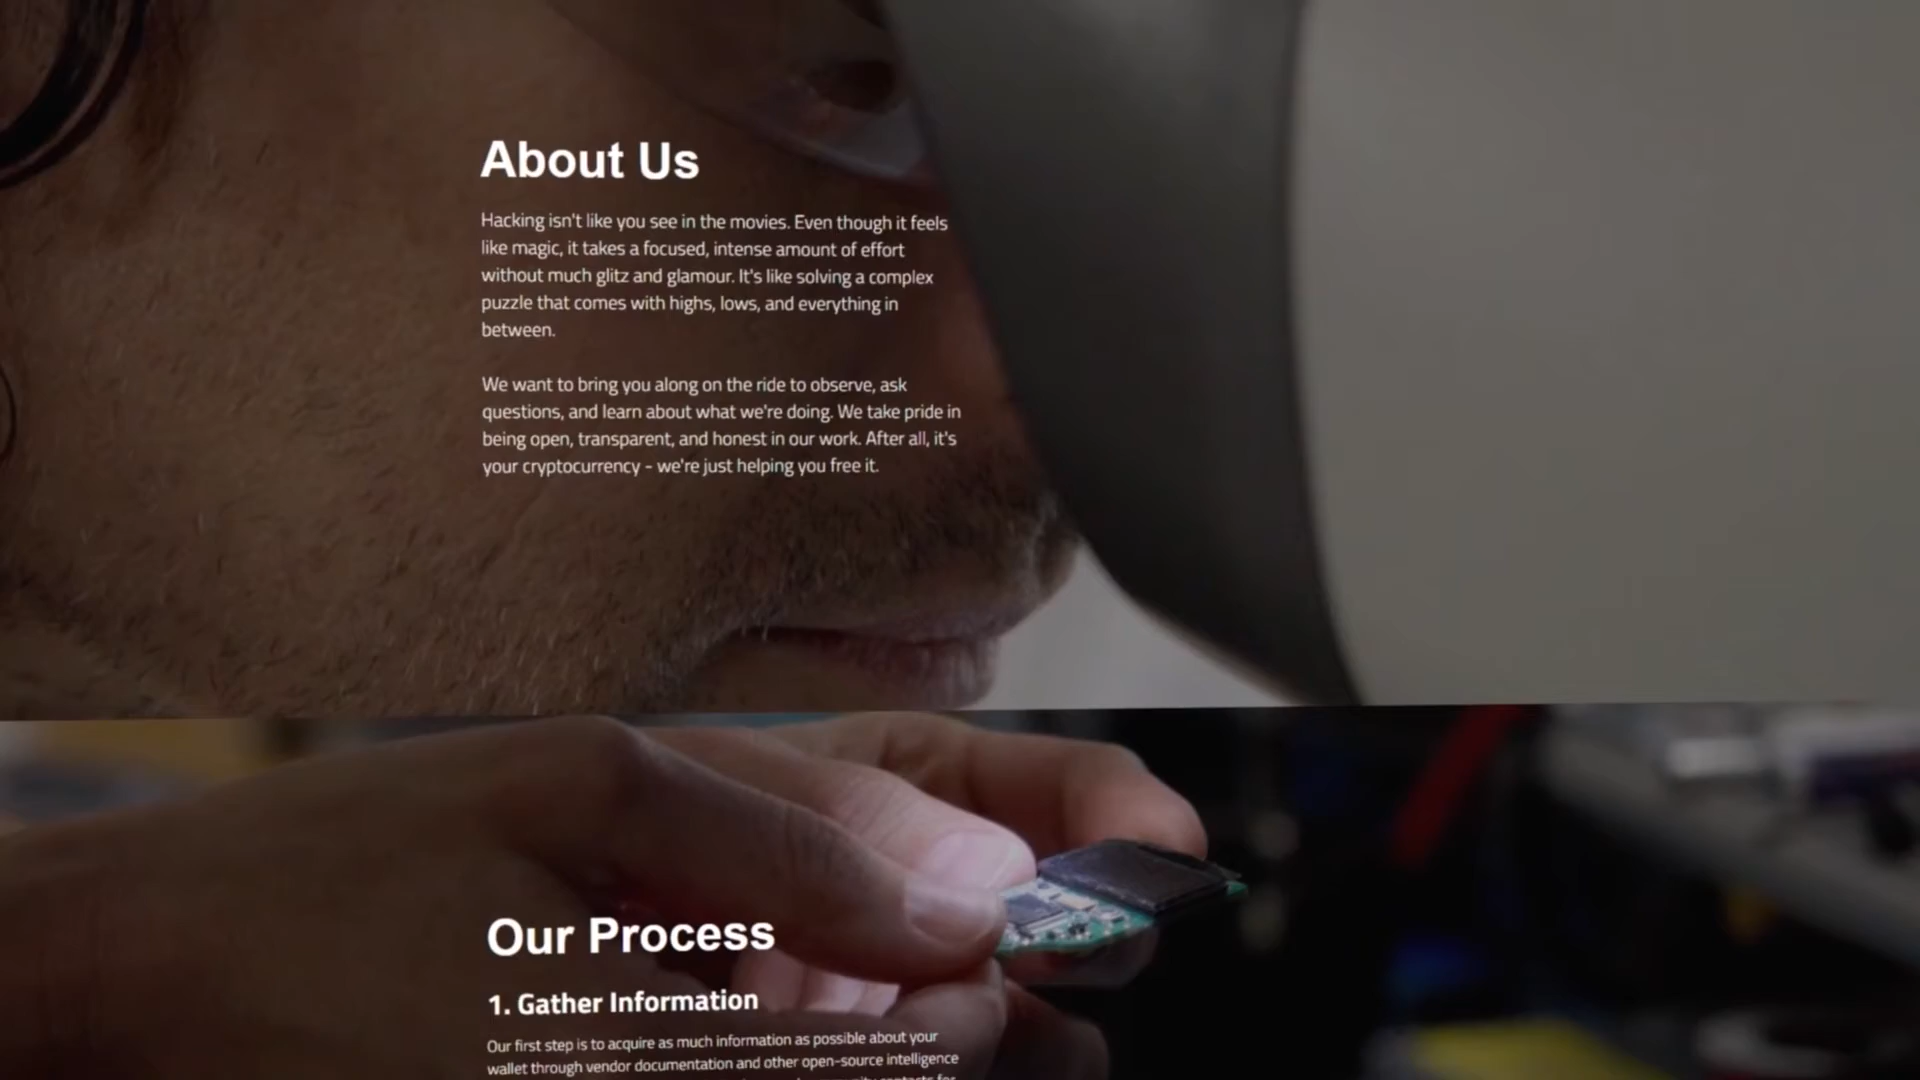 About Us
Hacking isn't like you see in the movies. Even though it feels
like magic, it takes a focused, intense amount of effort
without much glitz and glamour. It's like solving a complex
puzzle that comes with highs, lows, and everything in
between.
We want to bring you along on the ride to observe, ask
questions, and learn about what we're doing. We take pride in
being open, transparent, and honest in our work. After all, it's
your cryptocurrency - we're just helping you free it.
Our Process
1. Gather Information
Our first step is to acquire as much information as possible about your
wallet through vendor documentation and other open-source intelligence